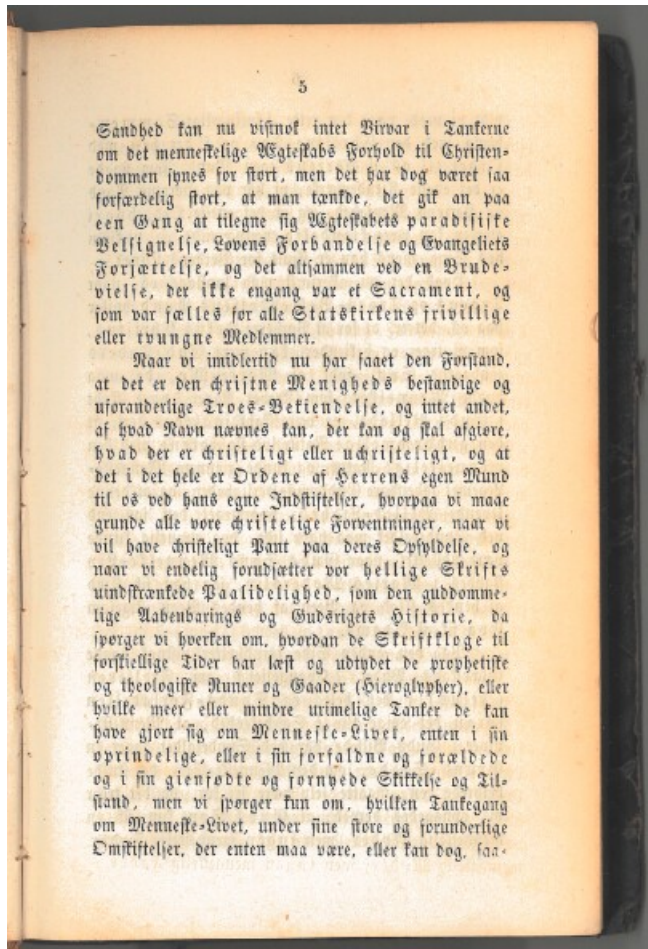 5
Sandhed kan nu vistnok intet Virvar i Tankerne
om det menneskelige Ægteskabs Forhold til Christen-
dommen synes for stort, men det har dog været saa
forfærdelig stort, at man tænkde, det gik an paa
een Gang at tilegne sig Ægteskabets paradisiske
Velsignelse, Lovens Forbandelse og Evangeliets
Forjættelse, og det altsammen ved en Brude-
vielse, der ikke engang var et Sacrament, og
som var fælles for alle Statskirkens frivillige
eller tvungne Medlemmer.
Naar vi imidlertid nu har faaet den Forstand,
at det er den christne Menigheds bestandige og
uforanderlige Troes-Bekiendelse, og intet andet,
af hvad Navn nævnes kan, der kan og skal afgiøre,
hvad der er christeligt eller uchristeligt, og at
det i det hele er Ordene af Herrens egen Mund
til os ved hans egne Indstiftelser, hvorpaa vi maae
grunde alle vore christelige Forventninger, naar vi
vil have christeligt Pant paa deres Opfyldelse, og
naar vi endelig forudsætter vor hellige Skrifts
uindskrænkede Paalidelighed, som den guddomme-
lige Aabenbarings og Gudsrigets Historie, da
spørger vi hverken om, hvordan de Skriftkloge til
forskiellige Tider har læst og udtydet de prophetiske
og theologiske Runer og Gaader (Hieroglypher), eller
hvilke meer eller mindre urimelige Tanker de kan
have gjort sig om Menneske-Livet, enten i sin
oprindelige, eller i sin forfaldne og forældede
og i sin gienfødte og fornyede Skikkelse og Til-
stand, men vi spørger kun om, hvilken Tankegang
om Menneske-Livet, under sine store og forunderlige
Omskiftelser, der enten maa være, eller kan dog, saa-